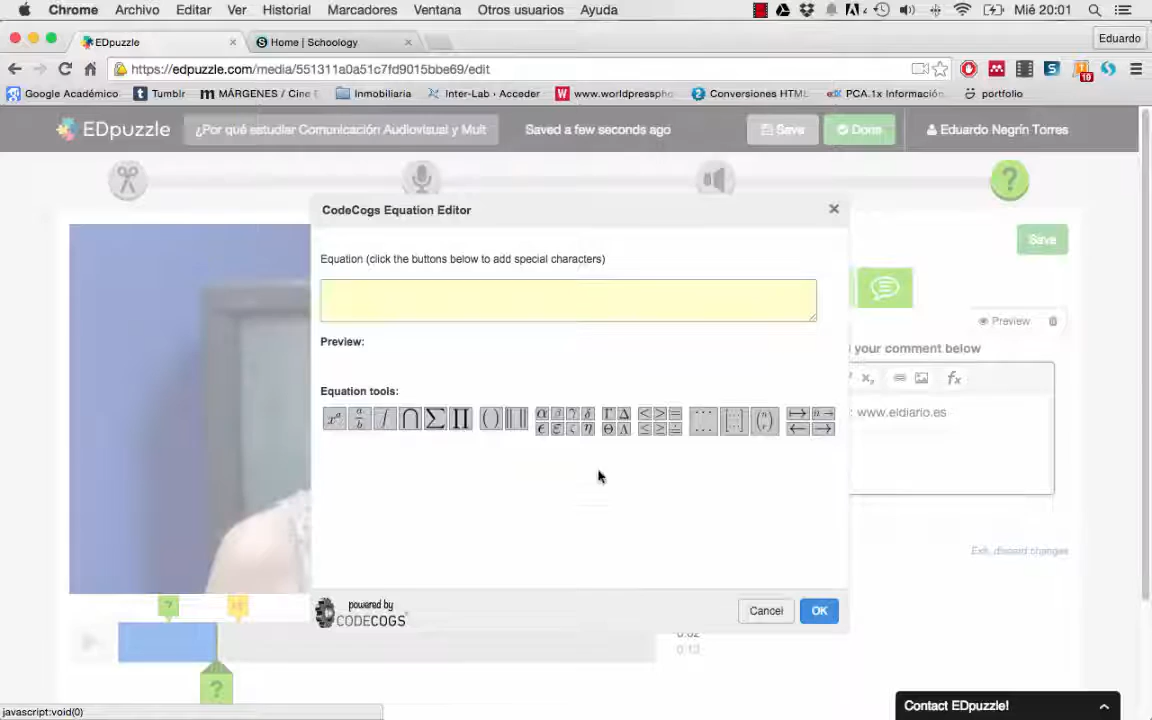 Chrome Archivo Editar Ver Historial Marcadores Ventana Otros usuarios Ayuda Mié 20:01
EDpuzzle Home | Schoology Eduardo
https://edpuzzle.com/media/551311a0a51c7fd9015bbe69/edit
Google Académico Tumblr MÁRGENES / Cine E Inmobiliaria Inter-Lab › Acceder www.worldpresspho Conversiones HTML PCA.1x Información portfolio
EDpuzzle ¿Por qué estudiar Comunicación Audiovisual y Mult Saved a few seconds ago Save Done Eduardo Negrín Torres
CodeCogs Equation Editor
Save
Equation (click the buttons below to add special characters)
Preview
Preview:
your comment below
Equation tools:
: www.eldiario.es
Exit, discard changes
powered by
CODECOGS
Cancel OK
0:02
0:13
javascript:void(0)
Contact EDpuzzle!